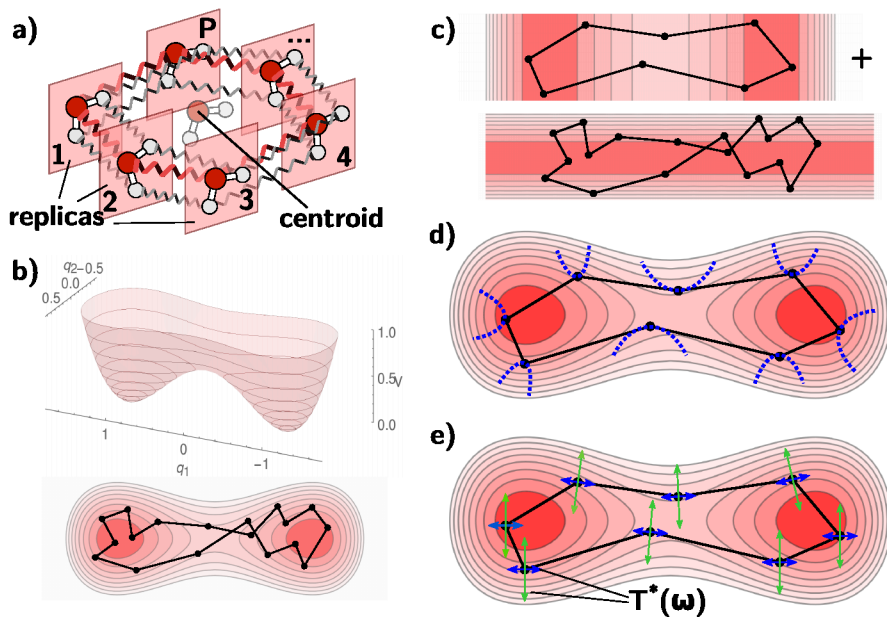 a)
P
...
1
2
3
4
replicas
centroid
b)
q2 -0.5
0.0
0.5
1.0
0.5
0.0
V
1
0
-1
q1
c)
+
d)
e)
T*(ω)